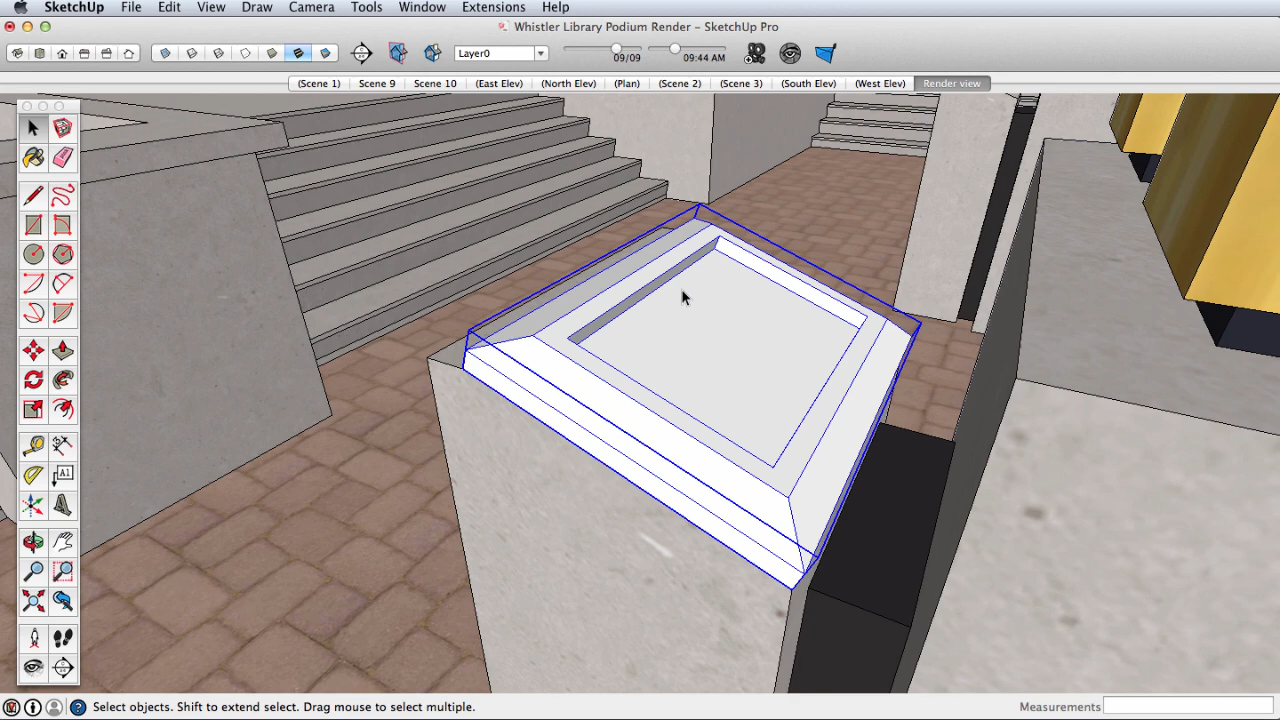 SketchUp File Edit View Draw Camera Tools Window Extensions Help
Whistler Library Podium Render – SketchUp Pro
Layer0 09/09 09:44 AM
(Scene 1) Scene 9 Scene 10 (East Elev) (North Elev) (Plan) (Scene 2) (Scene 3) (South Elev) (West Elev) Render view
A1
Select objects. Shift to extend select. Drag mouse to select multiple. Measurements